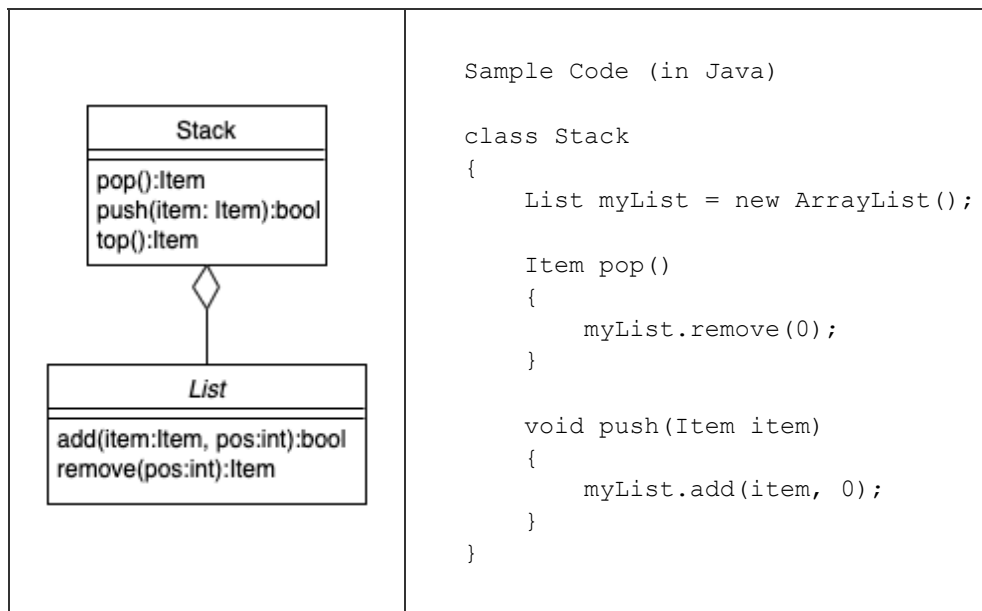 Stack
pop():Item
push(item: Item):bool
top():Item
List
add(item:Item, pos:int):bool
remove(pos:int):Item
Sample Code (in Java)
class Stack
{
    List myList = new ArrayList();
    Item pop()
    {
        myList.remove(0);
    }
    void push(Item item)
    {
        myList.add(item, 0);
    }
}